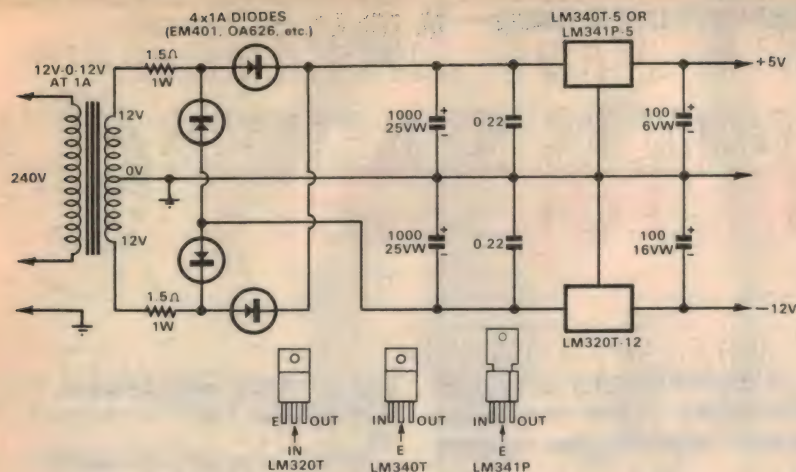 4 x 1A DIODES
(EM401, OA626, etc.)
LM340T-5 OR
LM341P-5
1.5Ω
1W
12V-0-12V
AT 1A
+5V
12V
1000
25VW
0 22
100
6VW
+
−
+
−
240V
0V
12V
1000
25VW
0 22
100
16VW
+
−
+
−
1.5Ω
1W
−12V
LM320T-12
E
OUT
IN
LM320T
IN
OUT
E
LM340T
IN
OUT
E
LM341P